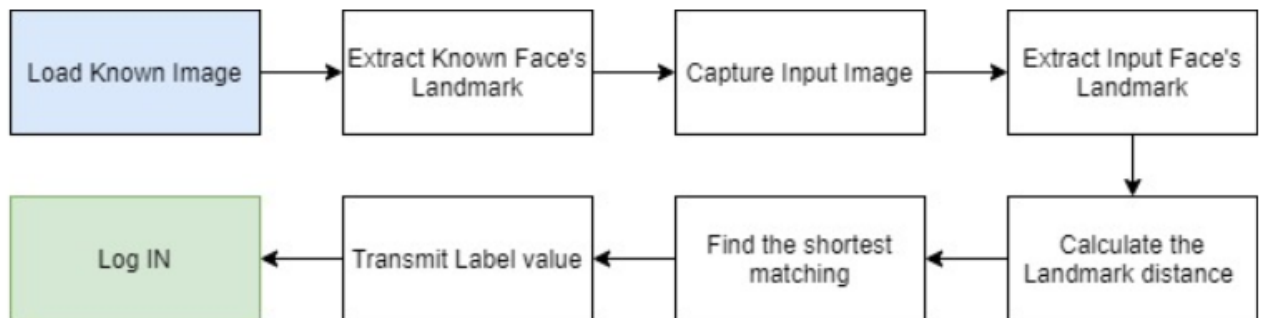 Load Known Image
Extract Known Face's
Landmark
Capture Input Image
Extract Input Face's
Landmark
Calculate the
Landmark distance
Find the shortest
matching
Transmit Label value
Log IN